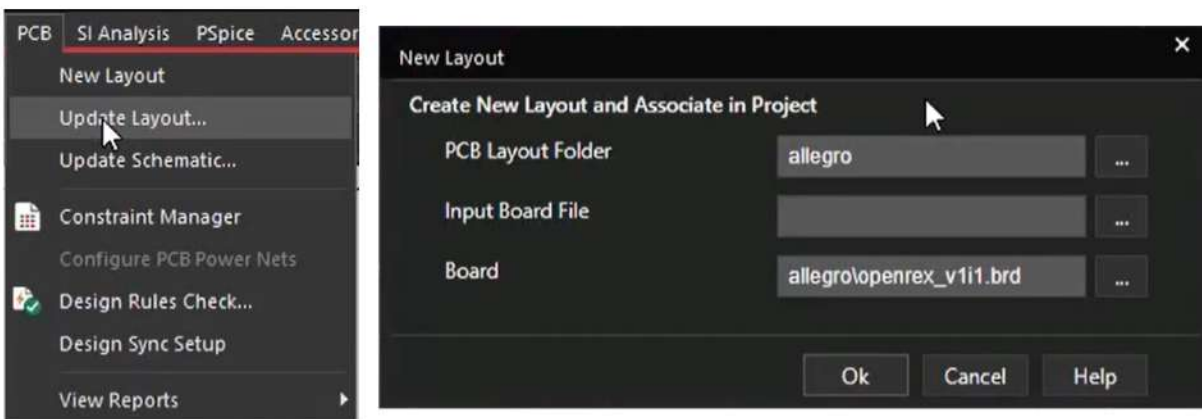 PCB SI Analysis PSpice Accessor
New Layout
Update Layout...
Update Schematic...
Constraint Manager
Configure PCB Power Nets
Design Rules Check...
Design Sync Setup
View Reports
New Layout
Create New Layout and Associate in Project
PCB Layout Folder allegro ...
Input Board File ...
Board allegro\openrex_v1i1.brd ...
Ok Cancel Help